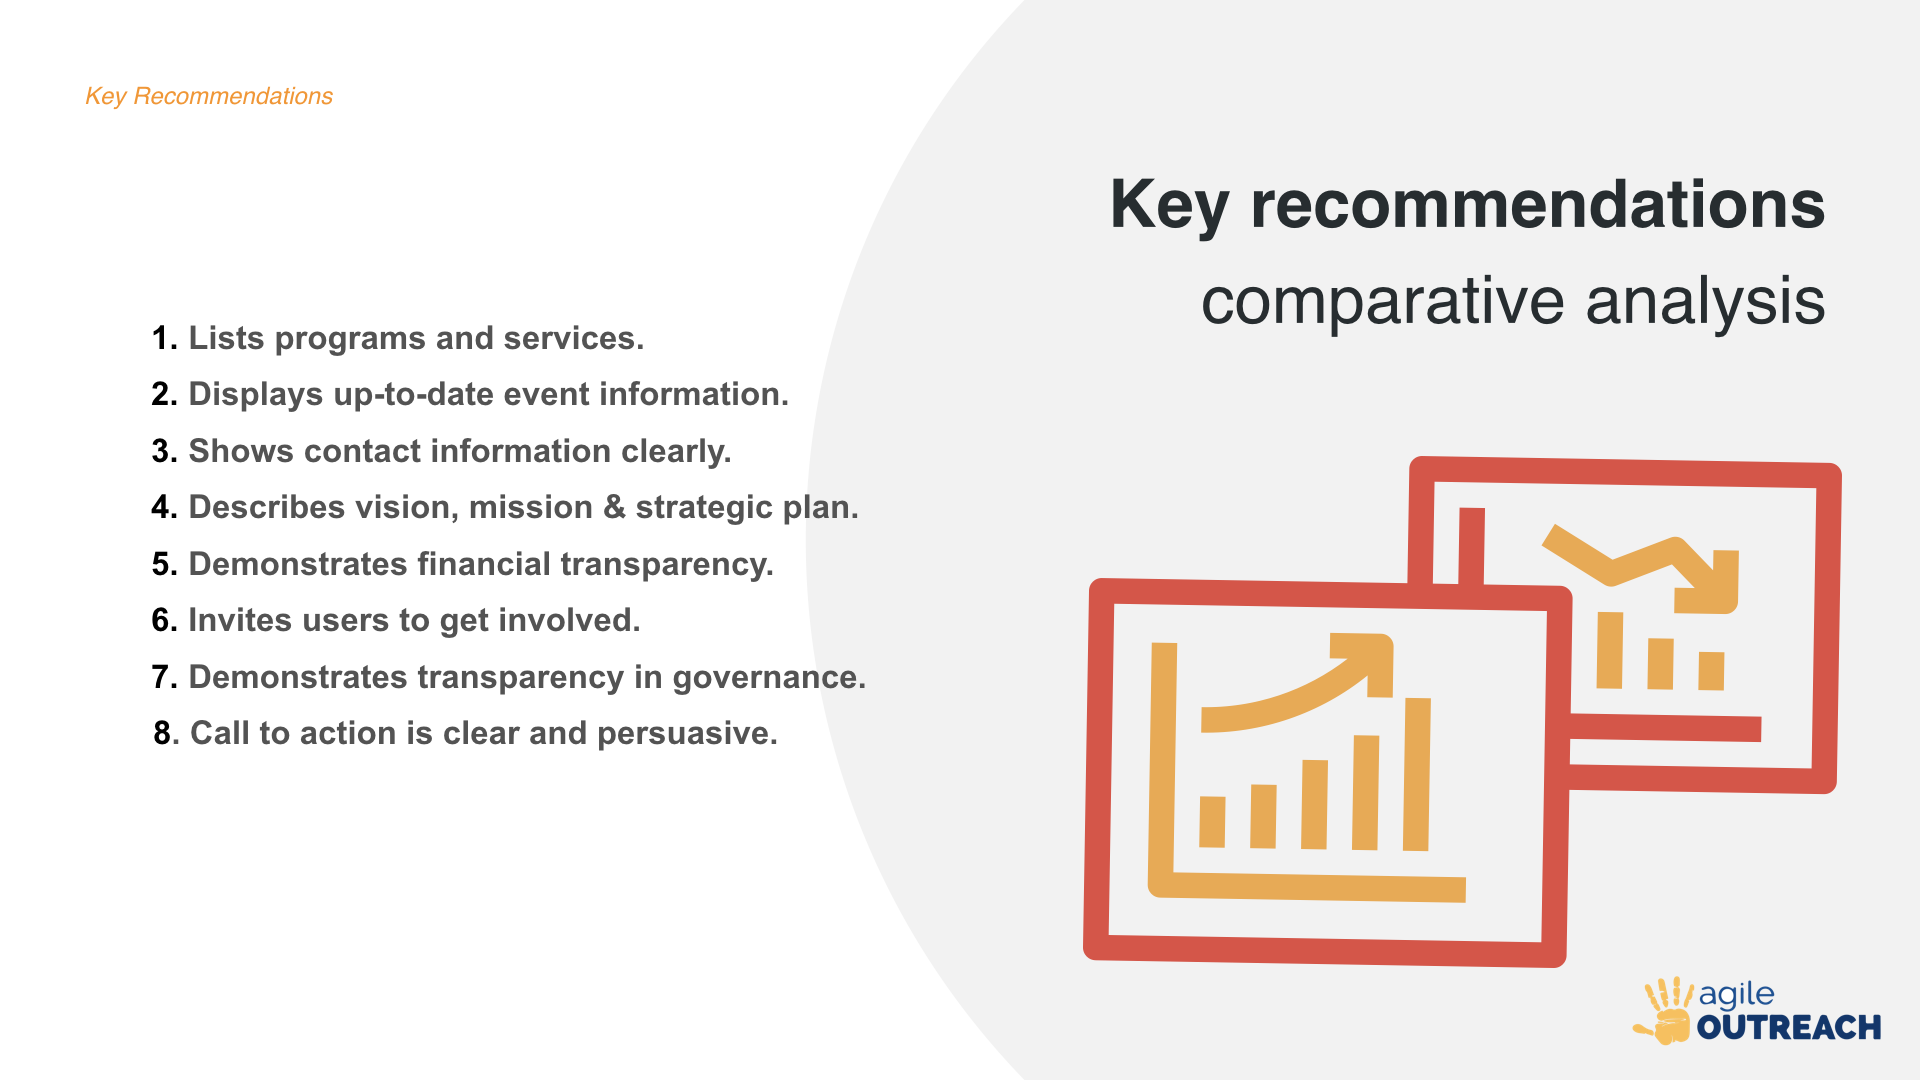 Key Recommendations
Key recommendations
comparative analysis
1. Lists programs and services.
2. Displays up-to-date event information.
3. Shows contact information clearly.
4. Describes vision, mission & strategic plan.
5. Demonstrates financial transparency.
6. Invites users to get involved.
7. Demonstrates transparency in governance.
8. Call to action is clear and persuasive.
agile
OUTREACH